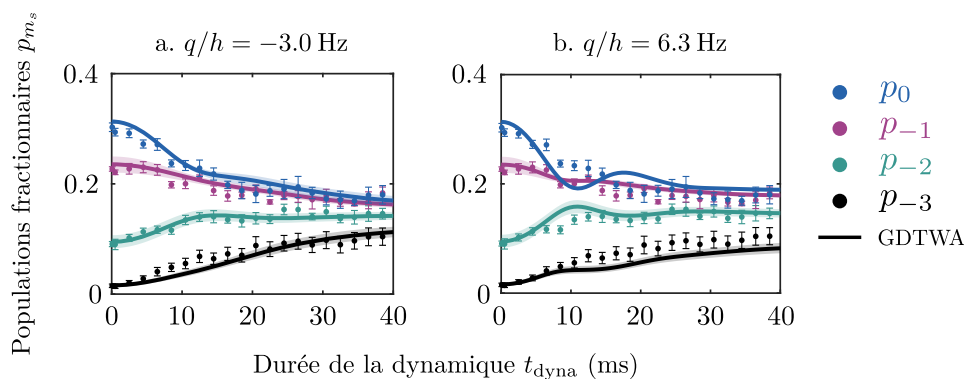 a. q/h = −3.0 Hz
b. q/h = 6.3 Hz
Populations fractionnaires p_{m_s}
0.4
0.2
0
0 10 20 30 40
0.4
0.2
0
0 10 20 30 40
p_0
p_{−1}
p_{−2}
p_{−3}
GDTWA
Durée de la dynamique t_{dyna} (ms)